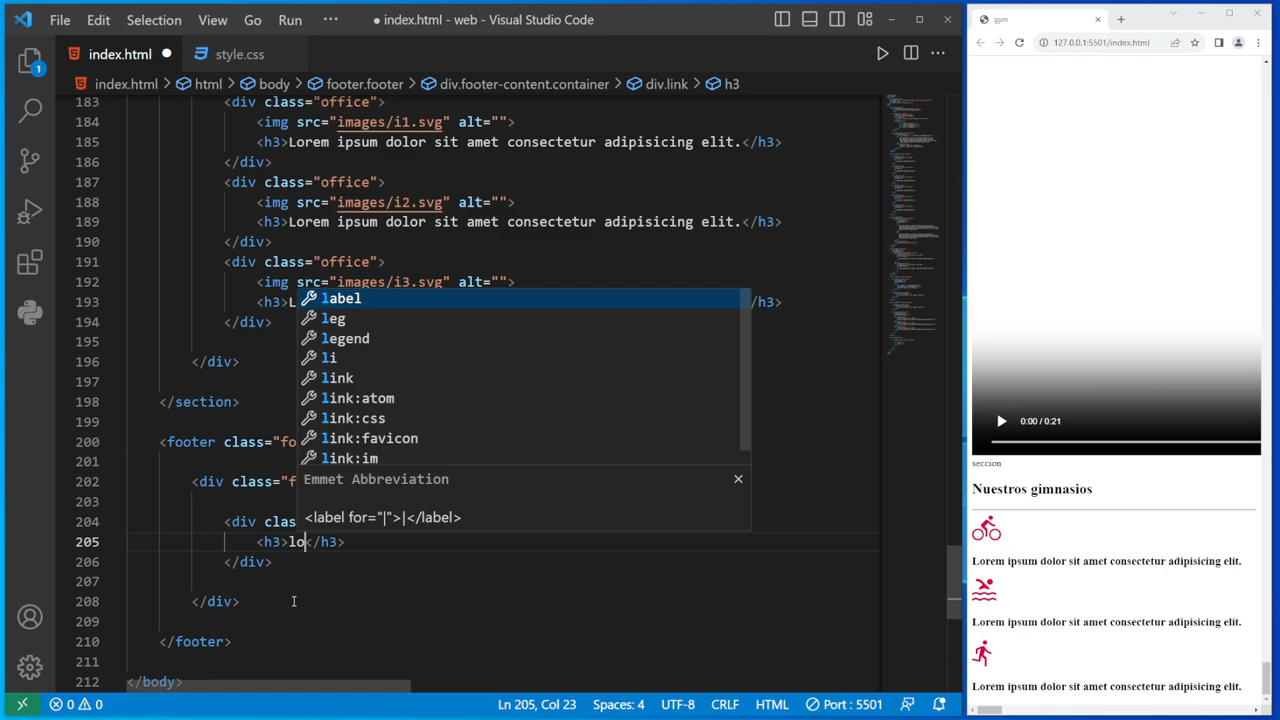 File Edit Selection View Go Run ··· ● index.html - web - Visual Studio Code
index.html ● style.css
index.html > html > body > footer.footer > div.footer-content.container > div.link > h3
183 <div class="office">
184 <img src="images/i1.svg" alt="">
185 <h3>Lorem ipsum dolor sit amet consectetur adipisicing elit.</h3>
186 </div>
187 <div class="office">
188 <img src="images/i2.svg" alt="">
189 <h3>Lorem ipsum dolor sit amet consectetur adipisicing elit.</h3>
190 </div>
191 <div class="office">
192 <img src="images/i3.svg" alt="">
193 <h3>L /h3>
194 </div>
195
196 </div>
197
198 </section>
199
200 <footer class="fo
201
202 <div class="f
203
204 <div clas
205 <h3>lo</h3>
206 </div>
207
208 </div>
209
210 </footer>
211
212 </body>
label
leg
legend
li
link
link:atom
link:css
link:favicon
link:im
Emmet Abbreviation
<label for="|">|</label>
1
0 0 Ln 205, Col 23 Spaces: 4 UTF-8 CRLF HTML Port : 5501
gym
127.0.0.1:5501/index.html
0:00 / 0:21
seccion
Nuestros gimnasios
Lorem ipsum dolor sit amet consectetur adipisicing elit.
Lorem ipsum dolor sit amet consectetur adipisicing elit.
Lorem ipsum dolor sit amet consectetur adipisicing elit.